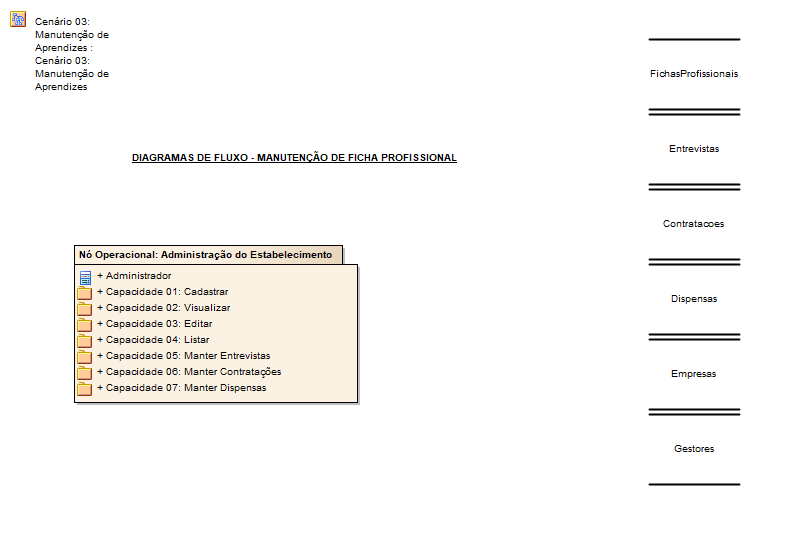 Cenário 03:
Manutenção de
Aprendizes :
Cenário 03:
Manutenção de
Aprendizes
DIAGRAMAS DE FLUXO - MANUTENÇÃO DE FICHA PROFISSIONAL
Nó Operacional: Administração do Estabelecimento
+ Administrador
+ Capacidade 01: Cadastrar
+ Capacidade 02: Visualizar
+ Capacidade 03: Editar
+ Capacidade 04: Listar
+ Capacidade 05: Manter Entrevistas
+ Capacidade 06: Manter Contratações
+ Capacidade 07: Manter Dispensas
FichasProfissionais
Entrevistas
Contratacoes
Dispensas
Empresas
Gestores